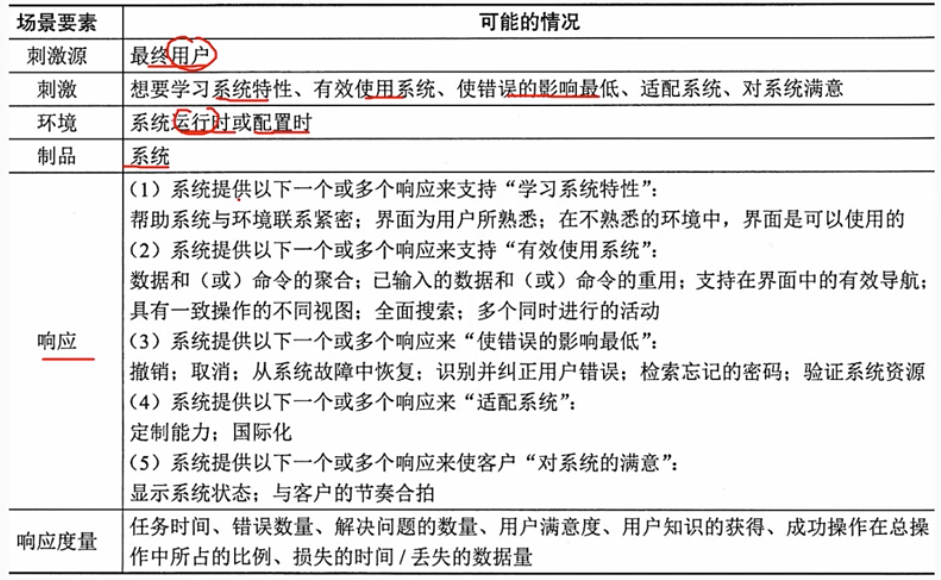 场景要素 可能的情况
刺激源 最终用户
刺激 想要学习系统特性、有效使用系统、使错误的影响最低、适配系统、对系统满意
环境 系统运行时或配置时
制品 系统
响应
（1）系统提供以下一个或多个响应来支持“学习系统特性”：
帮助系统与环境联系紧密；界面为用户所熟悉；在不熟悉的环境中，界面是可以使用的
（2）系统提供以下一个或多个响应来支持“有效使用系统”：
数据和（或）命令的聚合；已输入的数据和（或）命令的重用；支持在界面中的有效导航；
具有一致操作的不同视图；全面搜索；多个同时进行的活动
（3）系统提供以下一个或多个响应来“使错误的影响最低”：
撤销；取消；从系统故障中恢复；识别并纠正用户错误；检索忘记的密码；验证系统资源
（4）系统提供以下一个或多个响应来“适配系统”：
定制能力；国际化
（5）系统提供以下一个或多个响应来使客户“对系统的满意”：
显示系统状态；与客户的节奏合拍
响应度量
任务时间、错误数量、解决问题的数量、用户满意度、用户知识的获得、成功操作在总操
作中所占的比例、损失的时间/丢失的数据量